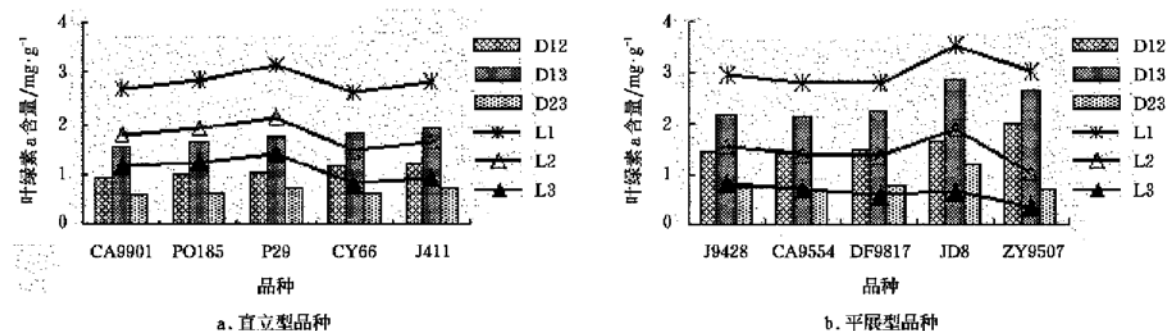 叶绿素a含量/mg·g⁻¹
4
3
2
1
0
CA9901 PO185 P29 CY66 J411
品种
D12
D13
D23
L1
L2
L3
a. 直立型品种
叶绿素a含量/mg·g⁻¹
4
3
2
1
0
J9428 CA9554 DF9817 JD8 ZY9507
品种
D12
D13
D23
L1
L2
L3
b. 平展型品种